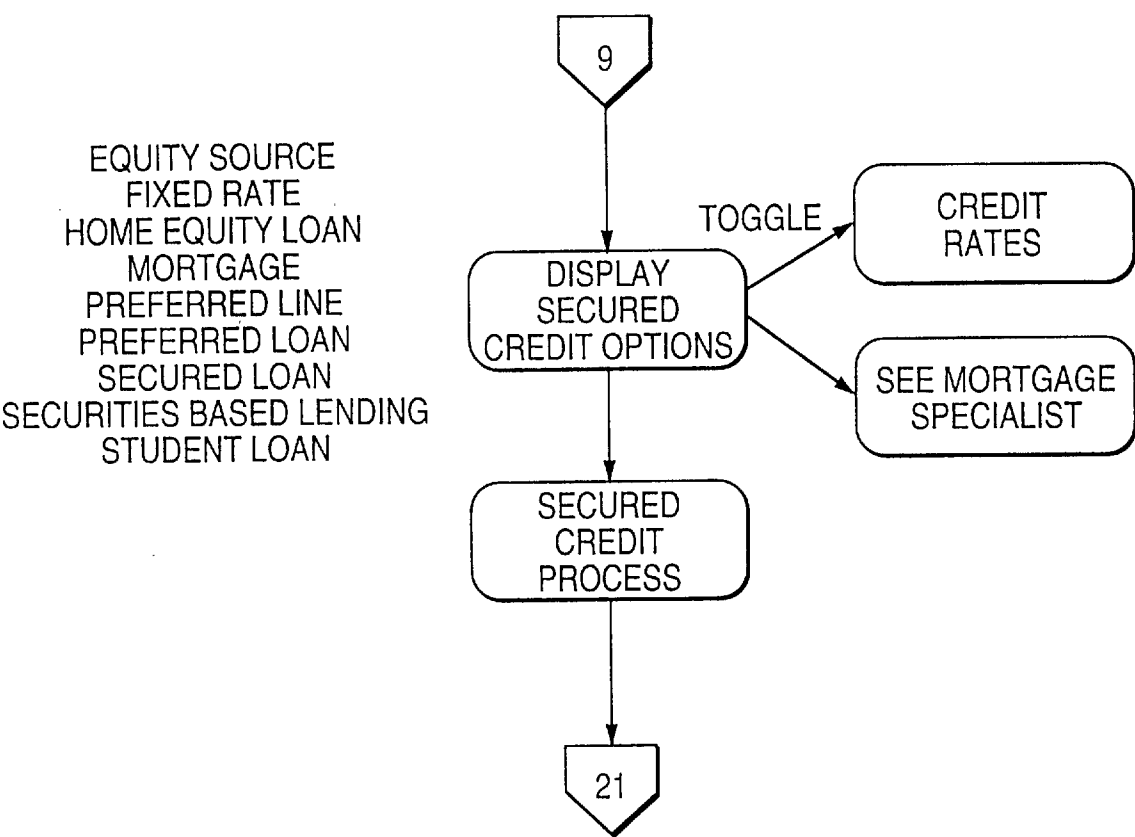 9
EQUITY SOURCE
FIXED RATE
HOME EQUITY LOAN
MORTGAGE
PREFERRED LINE
PREFERRED LOAN
SECURED LOAN
SECURITIES BASED LENDING
STUDENT LOAN
DISPLAY
SECURED
CREDIT OPTIONS
TOGGLE
CREDIT
RATES
SEE MORTGAGE
SPECIALIST
SECURED
CREDIT
PROCESS
21